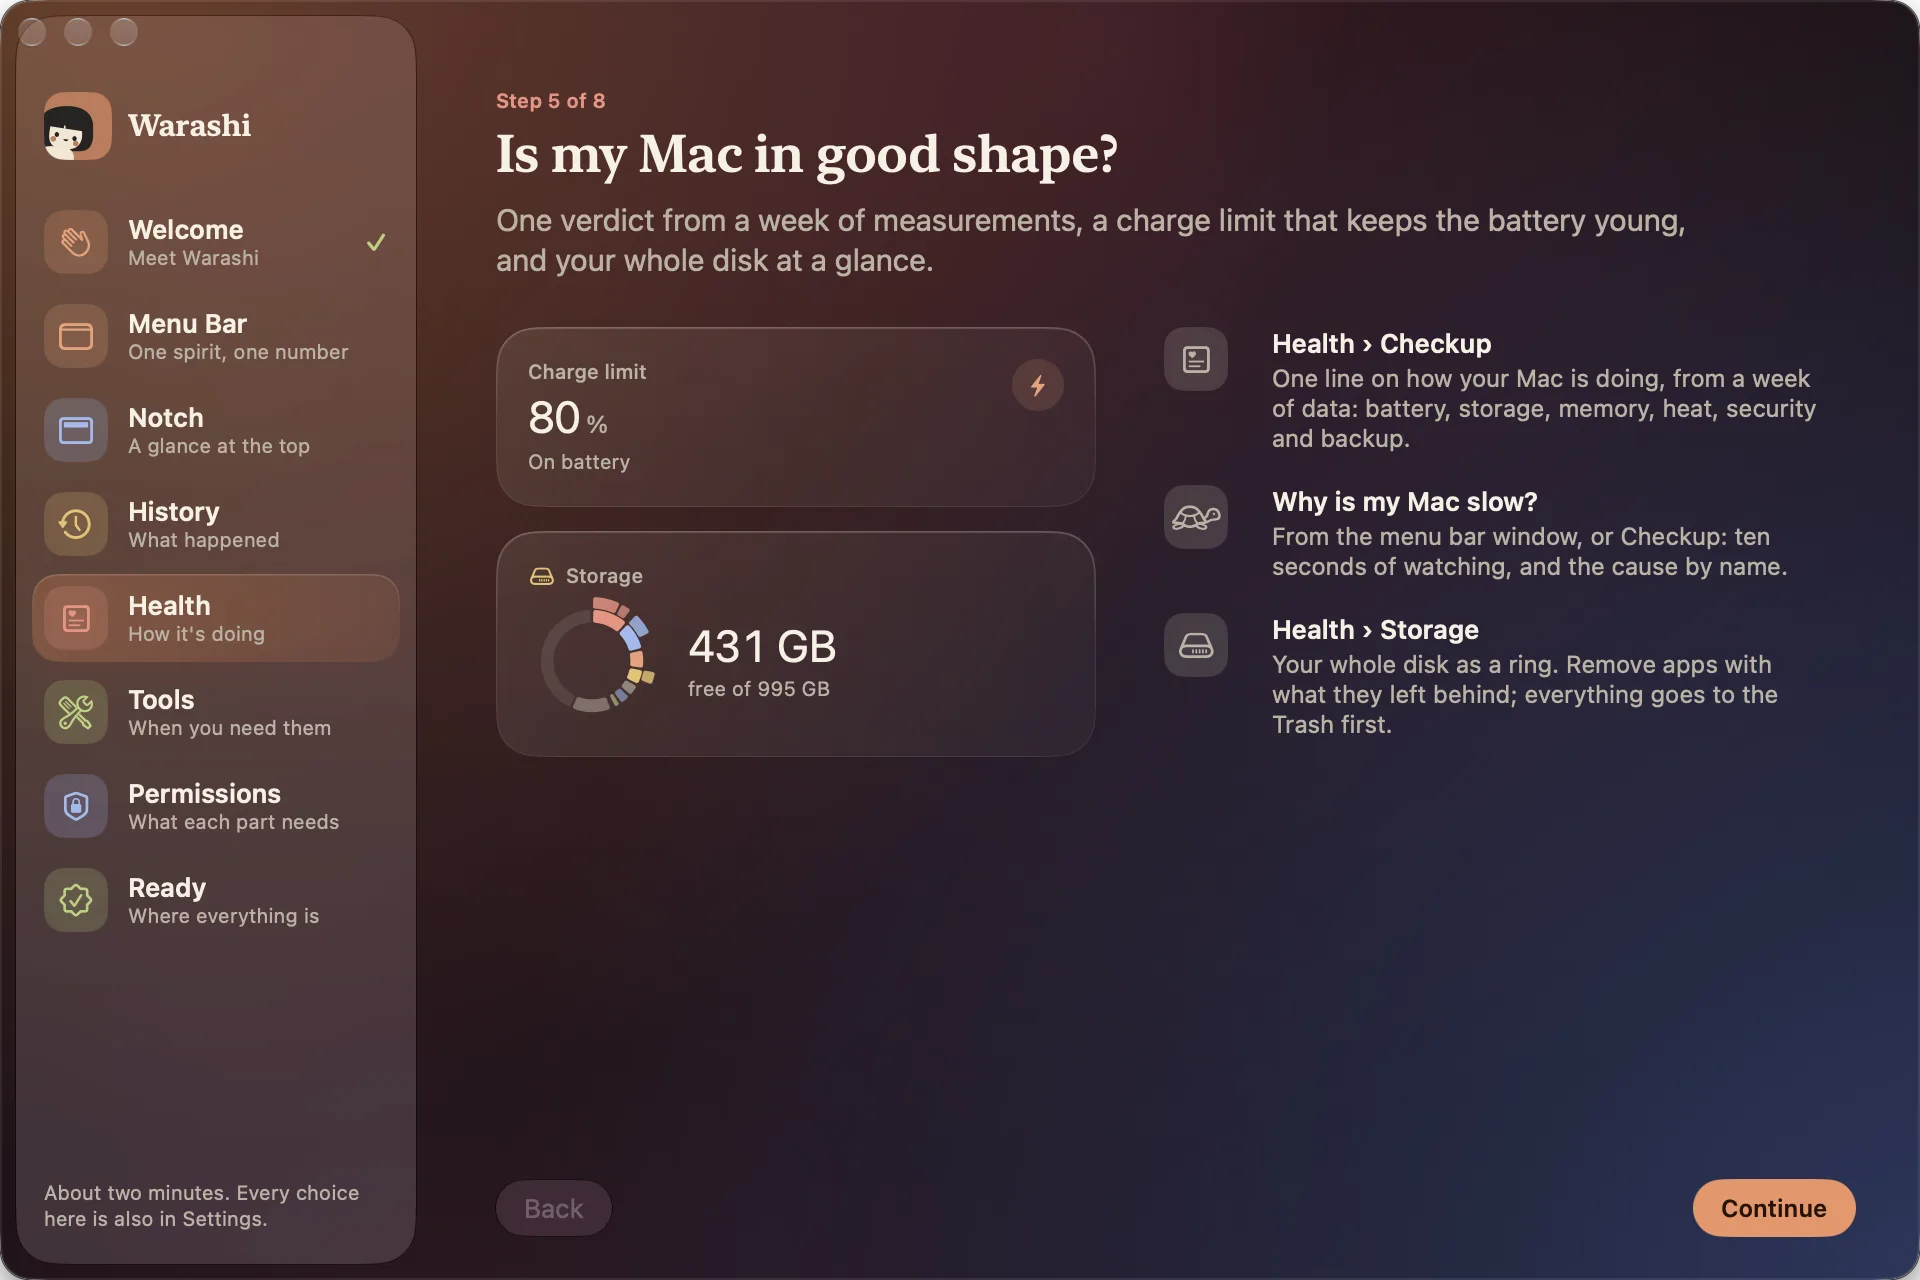 Warashi
Welcome
Meet Warashi
Menu Bar
One spirit, one number
Notch
A glance at the top
History
What happened
Health
How it's doing
Tools
When you need them
Permissions
What each part needs
Ready
Where everything is
About two minutes. Every choice
here is also in Settings.
Step 5 of 8
Is my Mac in good shape?
One verdict from a week of measurements, a charge limit that keeps the battery young,
and your whole disk at a glance.
Charge limit
80 %
On battery
Storage
431 GB
free of 995 GB
Health › Checkup
One line on how your Mac is doing, from a week
of data: battery, storage, memory, heat, security
and backup.
Why is my Mac slow?
From the menu bar window, or Checkup: ten
seconds of watching, and the cause by name.
Health › Storage
Your whole disk as a ring. Remove apps with
what they left behind; everything goes to the
Trash first.
Back
Continue